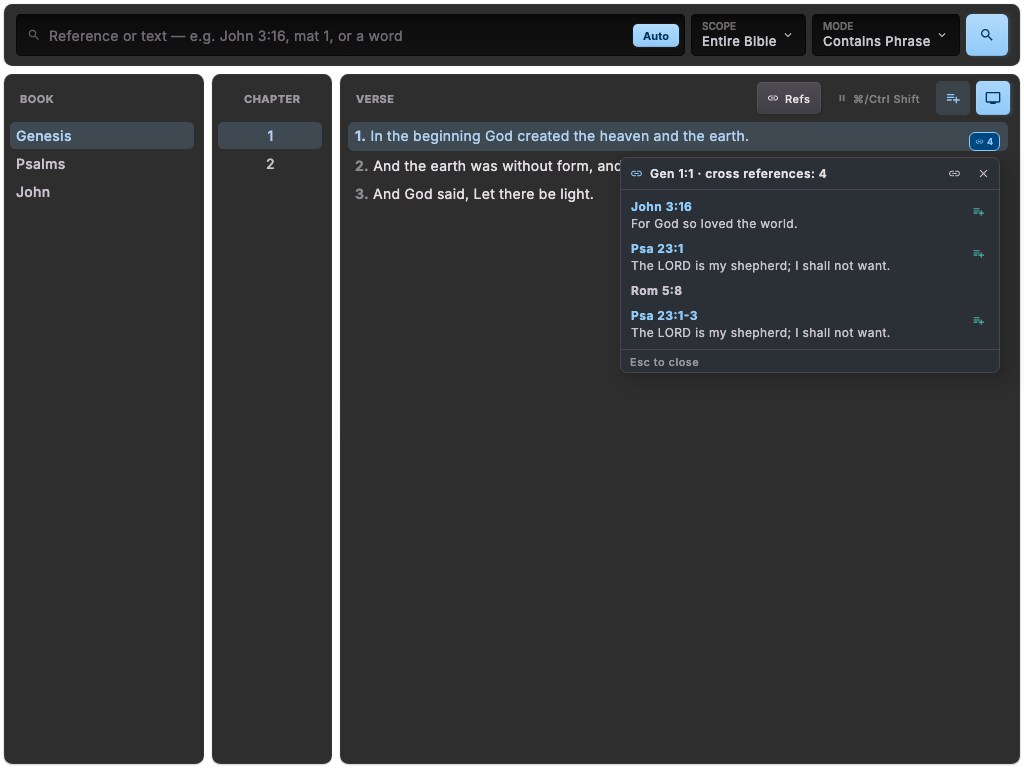 Reference or text — e.g. John 3:16, mat 1, or a word
Auto
SCOPE
Entire Bible
MODE
Contains Phrase
BOOK
Genesis
Psalms
John
CHAPTER
1
2
VERSE
Refs
⌘/Ctrl Shift
1. In the beginning God created the heaven and the earth.
4
2. And the earth was without form, and
3. And God said, Let there be light.
Gen 1:1 · cross references: 4
John 3:16
For God so loved the world.
Psa 23:1
The LORD is my shepherd; I shall not want.
Rom 5:8
Psa 23:1-3
The LORD is my shepherd; I shall not want.
Esc to close